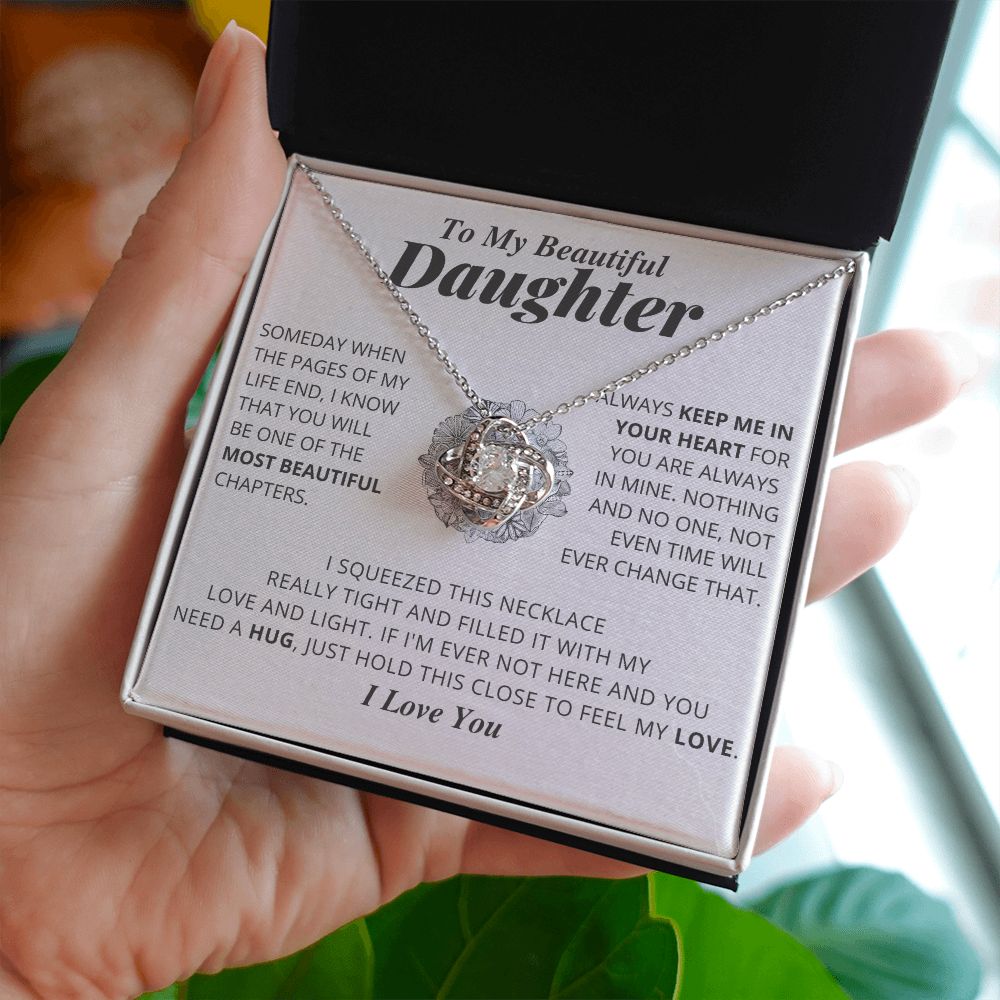 To My Beautiful
Daughter
SOMEDAY WHEN
THE PAGES OF MY
LIFE END, I KNOW
THAT YOU WILL
BE ONE OF THE
MOST BEAUTIFUL
CHAPTERS.
ALWAYS KEEP ME IN
YOUR HEART FOR
YOU ARE ALWAYS
IN MINE. NOTHING
AND NO ONE, NOT
EVEN TIME WILL
EVER CHANGE THAT.
I SQUEEZED THIS NECKLACE
REALLY TIGHT AND FILLED IT WITH MY
LOVE AND LIGHT. IF I'M EVER NOT HERE AND YOU
NEED A HUG, JUST HOLD THIS CLOSE TO FEEL MY LOVE.
I Love You